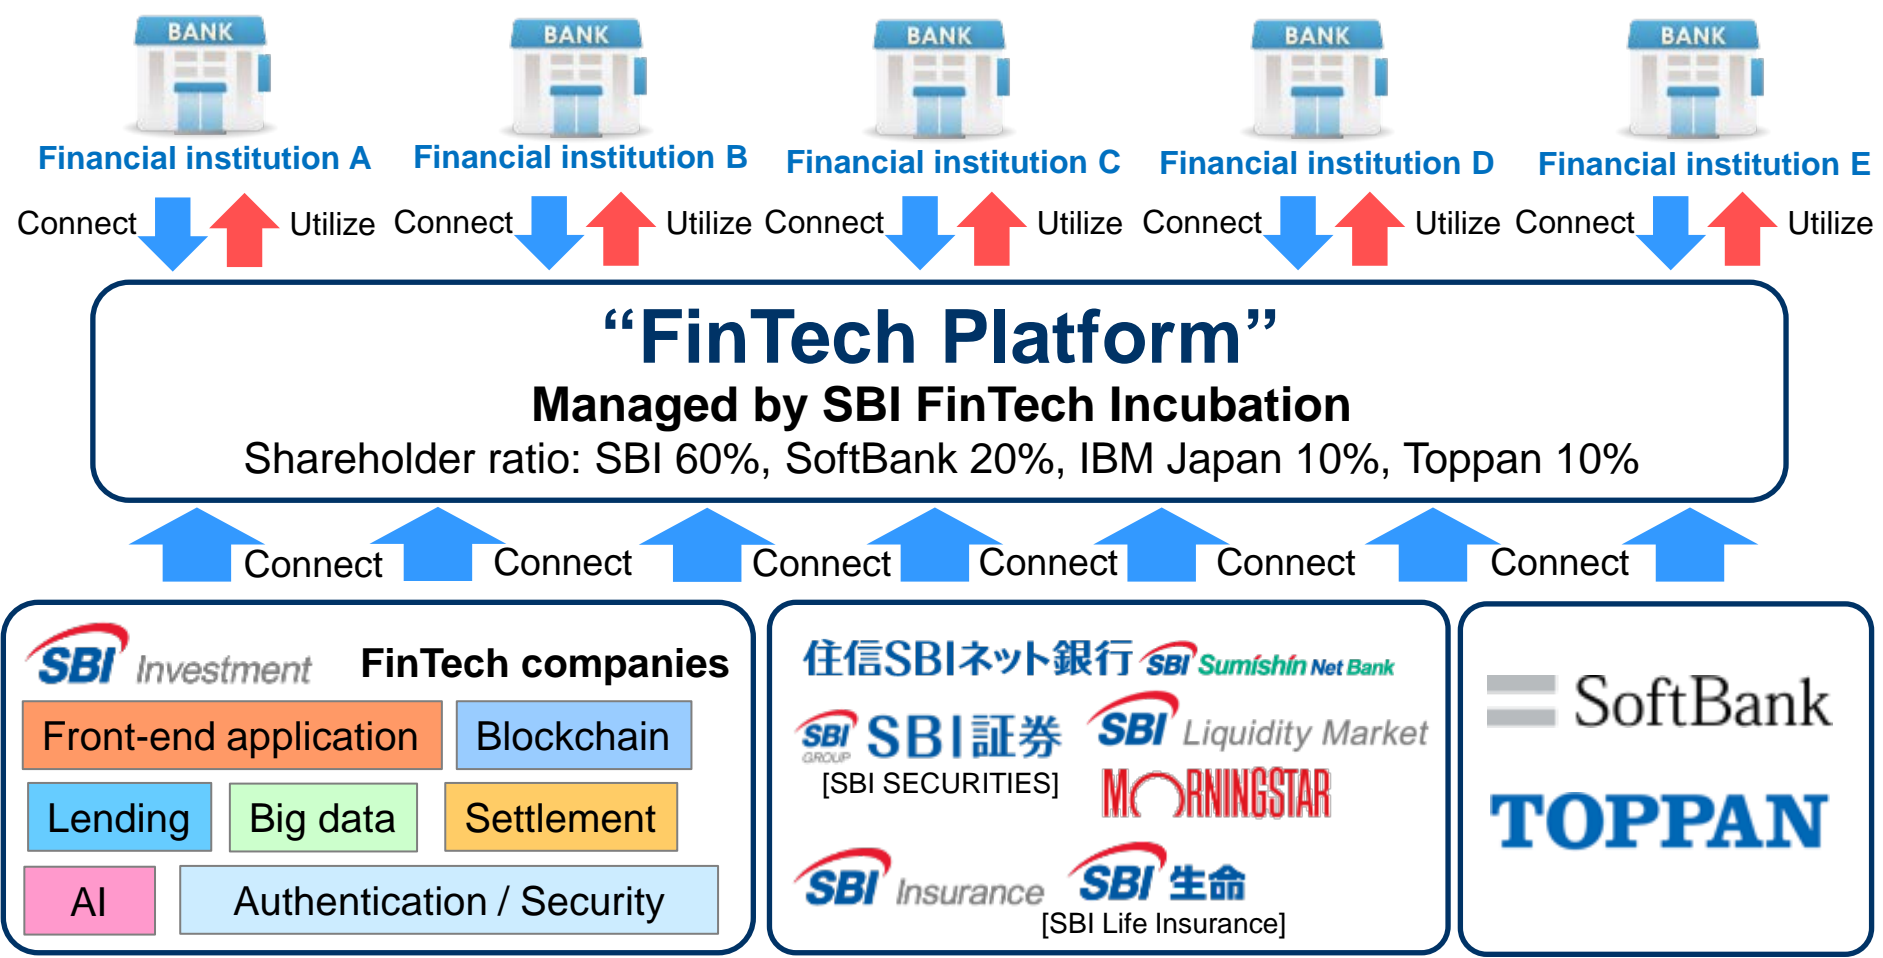 BANK BANK BANK BANK BANK
Financial institution A Financial institution B Financial institution C Financial institution D Financial institution E
Connect Utilize Connect Utilize Connect Utilize Connect Utilize Connect Utilize
“FinTech Platform”
Managed by SBI FinTech Incubation
Shareholder ratio: SBI 60%, SoftBank 20%, IBM Japan 10%, Toppan 10%
Connect Connect Connect Connect Connect Connect
SBI Investment FinTech companies
Front-end application Blockchain
Lending Big data Settlement
AI Authentication / Security
住信SBIネット銀行 SBI Sumishin Net Bank
SBI GROUP SBI証券 SBI Liquidity Market
[SBI SECURITIES] MORNINGSTAR
SBI Insurance SBI生命
[SBI Life Insurance]
SoftBank
TOPPAN